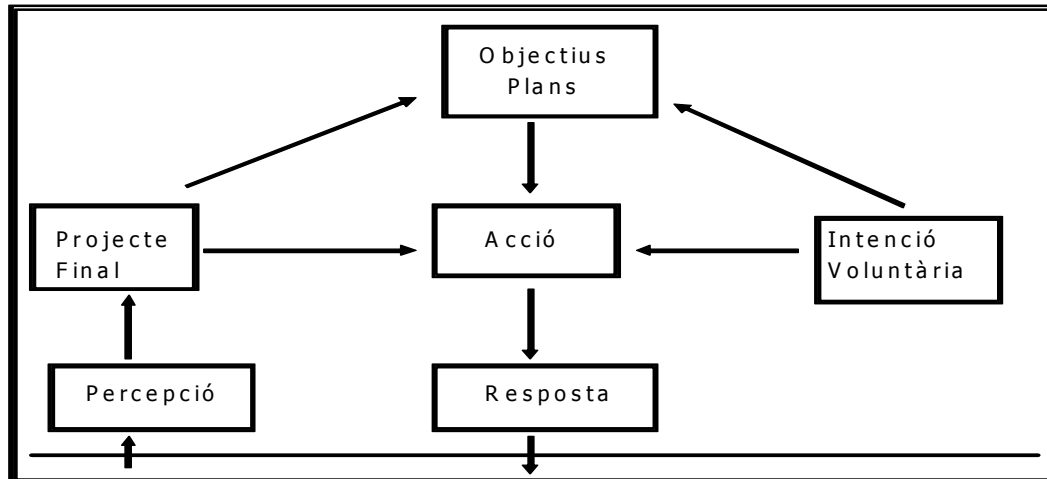 Objectius
Plans
Projecte
Final
Acció
Intenció
Voluntària
Percepció
Resposta